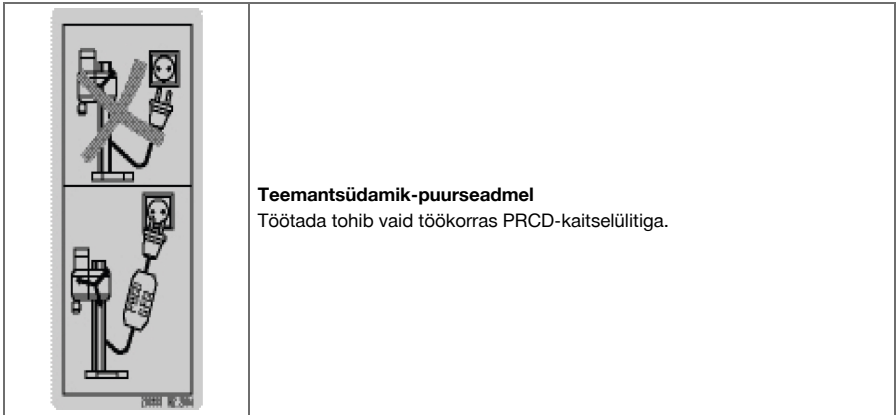 Teemantsüdamik-puurseadmel
Töötada tohib vaid töökorras PRCD-kaitselülitiga.